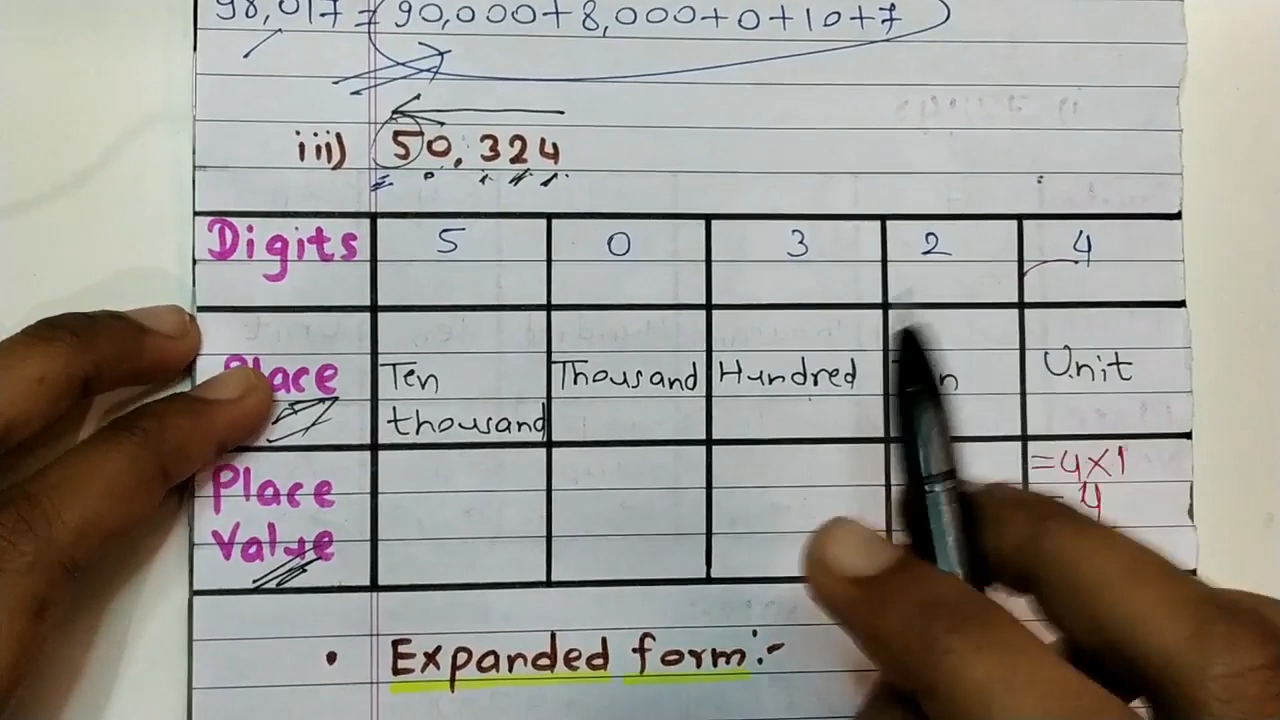 98,017 = (90,000+8,000+0+10+7)
iii) 50,324
Digits 5 0 3 2 4
Place Ten thousand Thousand Hundred Unit
Place Value =4×1
= 4
• Expanded form:-